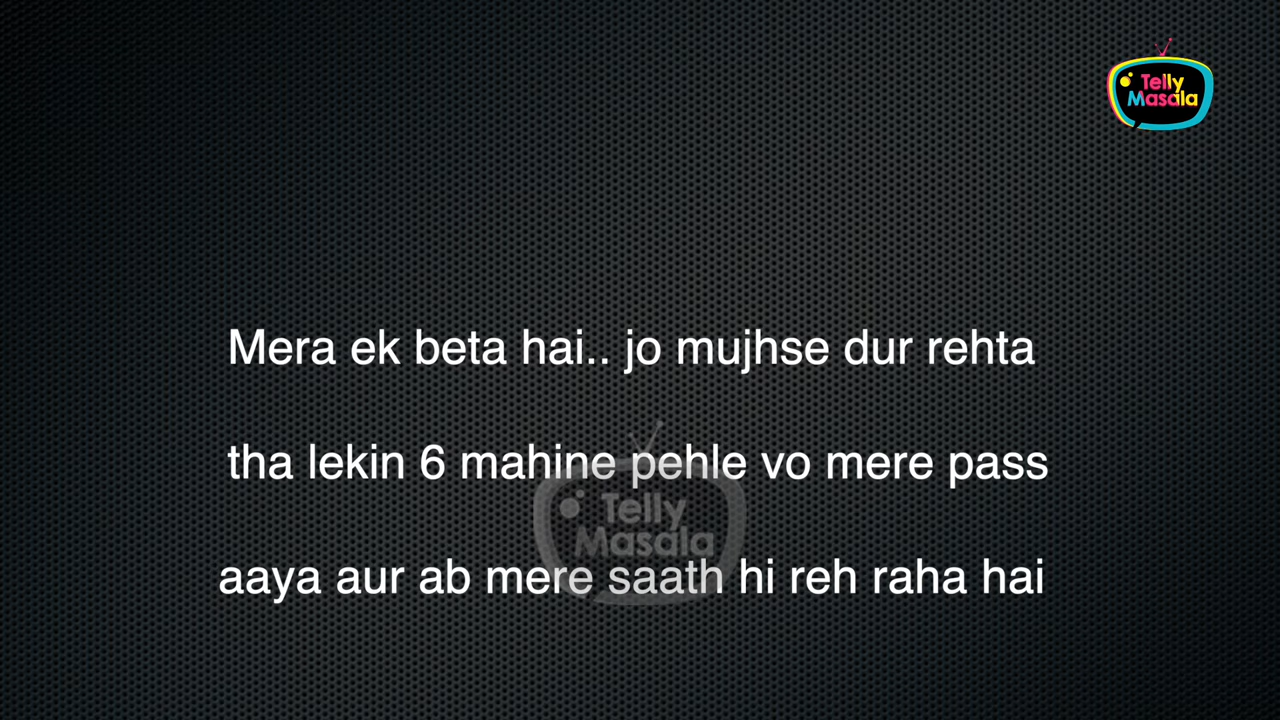 Telly
Masala
Mera ek beta hai.. jo mujhse dur rehta
tha lekin 6 mahine pehle vo mere pass
Telly
Masala
aaya aur ab mere saath hi reh raha hai